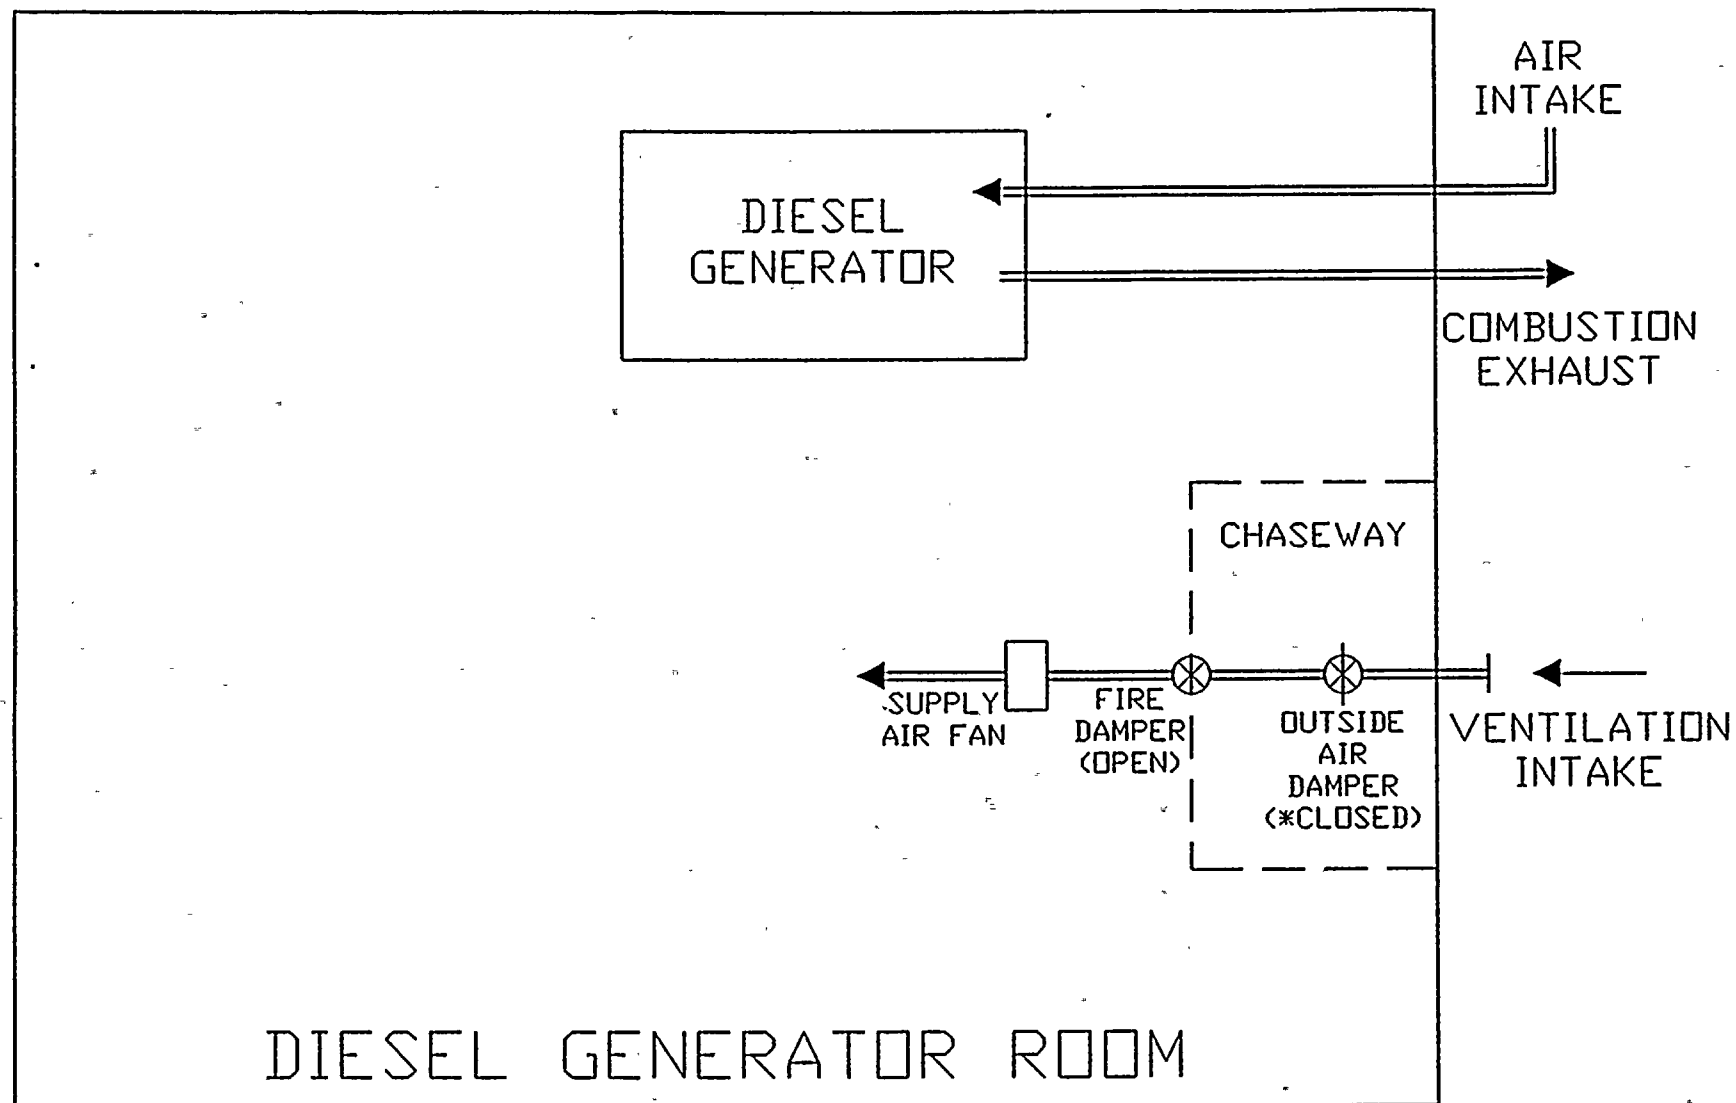 AIR
INTAKE
DIESEL
GENERATOR
COMBUSTION
EXHAUST
CHASEWAY
SUPPLY
AIR FAN
FIRE
DAMPER
(OPEN)
OUTSIDE
AIR
DAMPER
(*CLOSED)
VENTILATION
INTAKE
DIESEL GENERATOR ROOM